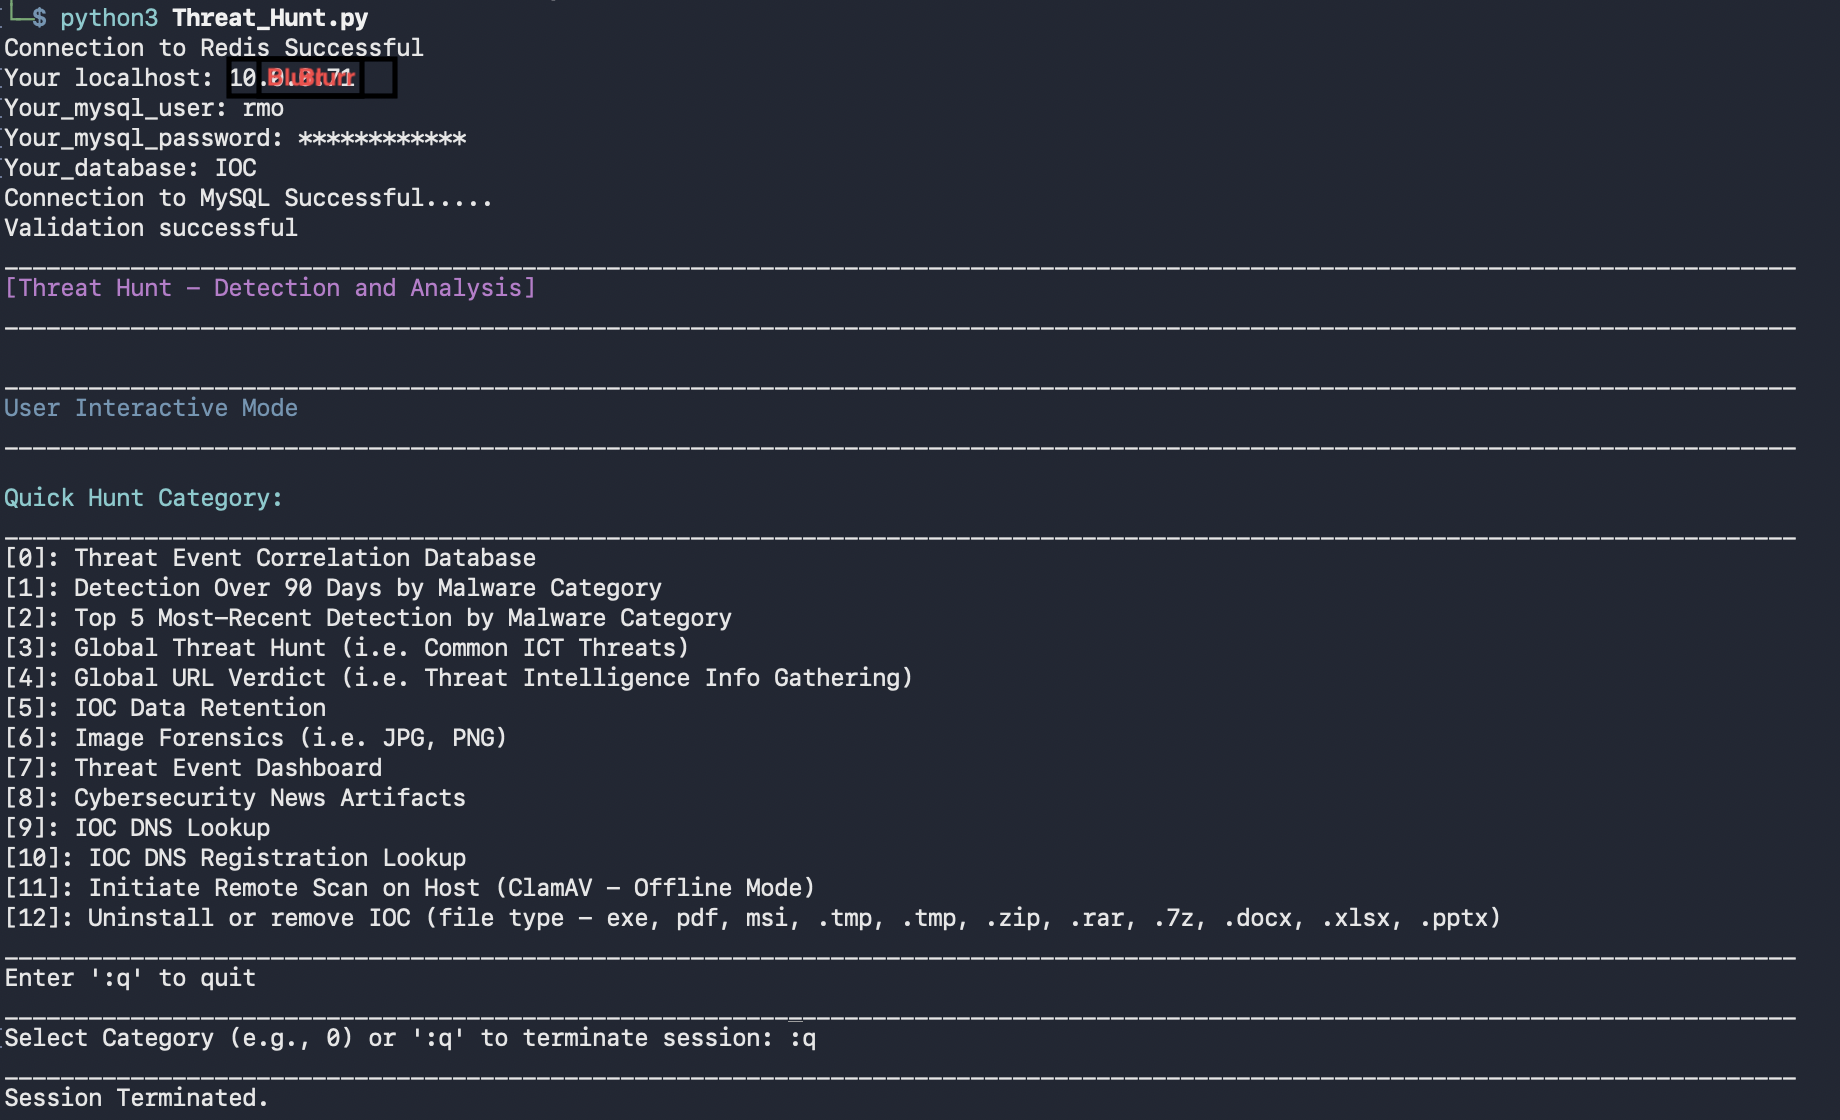 $ python3 Threat_Hunt.py
Connection to Redis Successful
Your localhost: 10.
Your_mysql_user: rmo
Your_mysql_password: ************
Your_database: IOC
Connection to MySQL Successful.....
Validation successful
[Threat Hunt – Detection and Analysis]
User Interactive Mode
Quick Hunt Category:
[0]: Threat Event Correlation Database
[1]: Detection Over 90 Days by Malware Category
[2]: Top 5 Most–Recent Detection by Malware Category
[3]: Global Threat Hunt (i.e. Common ICT Threats)
[4]: Global URL Verdict (i.e. Threat Intelligence Info Gathering)
[5]: IOC Data Retention
[6]: Image Forensics (i.e. JPG, PNG)
[7]: Threat Event Dashboard
[8]: Cybersecurity News Artifacts
[9]: IOC DNS Lookup
[10]: IOC DNS Registration Lookup
[11]: Initiate Remote Scan on Host (ClamAV – Offline Mode)
[12]: Uninstall or remove IOC (file type – exe, pdf, msi, .tmp, .tmp, .zip, .rar, .7z, .docx, .xlsx, .pptx)
Enter ':q' to quit
Select Category (e.g., 0) or ':q' to terminate session: :q
Session Terminated.